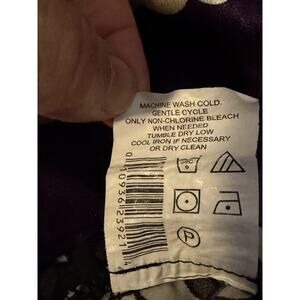 MACHINE WASH COLD.
GENTLE CYCLE
ONLY NON-CHLORINE BLEACH
WHEN NEEDED
TUMBLE DRY LOW
COOL IRON IF NECESSARY
OR DRY CLEAN
P